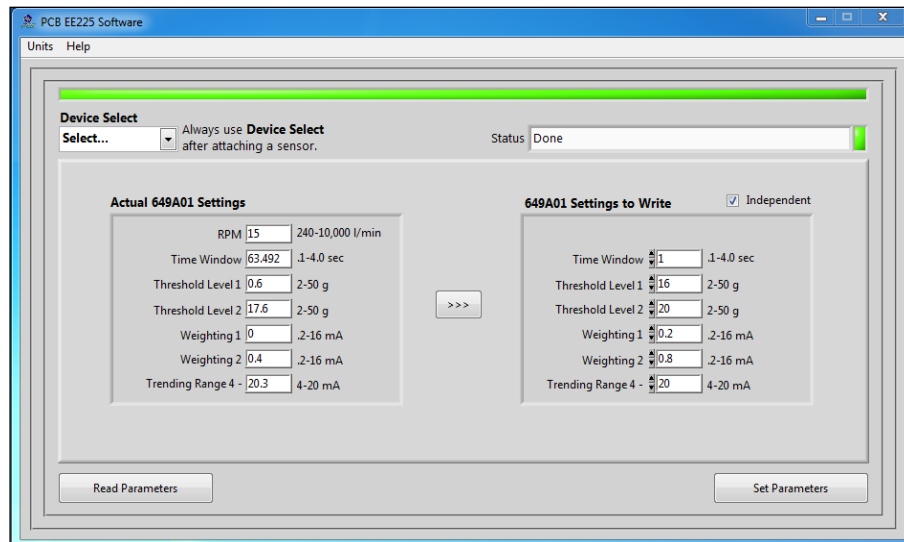 PCB EE225 Software
Units Help
Device Select
Select...
Always use Device Select
after attaching a sensor.
Status Done
Actual 649A01 Settings
RPM 15 240-10,000 l/min
Time Window 63.492 .1-4.0 sec
Threshold Level 1 0.6 2-50 g
Threshold Level 2 17.6 2-50 g
Weighting 1 0 .2-16 mA
Weighting 2 0.4 .2-16 mA
Trending Range 4 - 20.3 4-20 mA
>>>
649A01 Settings to Write Independent
Time Window 1 .1-4.0 sec
Threshold Level 1 16 2-50 g
Threshold Level 2 20 2-50 g
Weighting 1 0.2 .2-16 mA
Weighting 2 0.8 .2-16 mA
Trending Range 4 - 20 4-20 mA
Read Parameters
Set Parameters